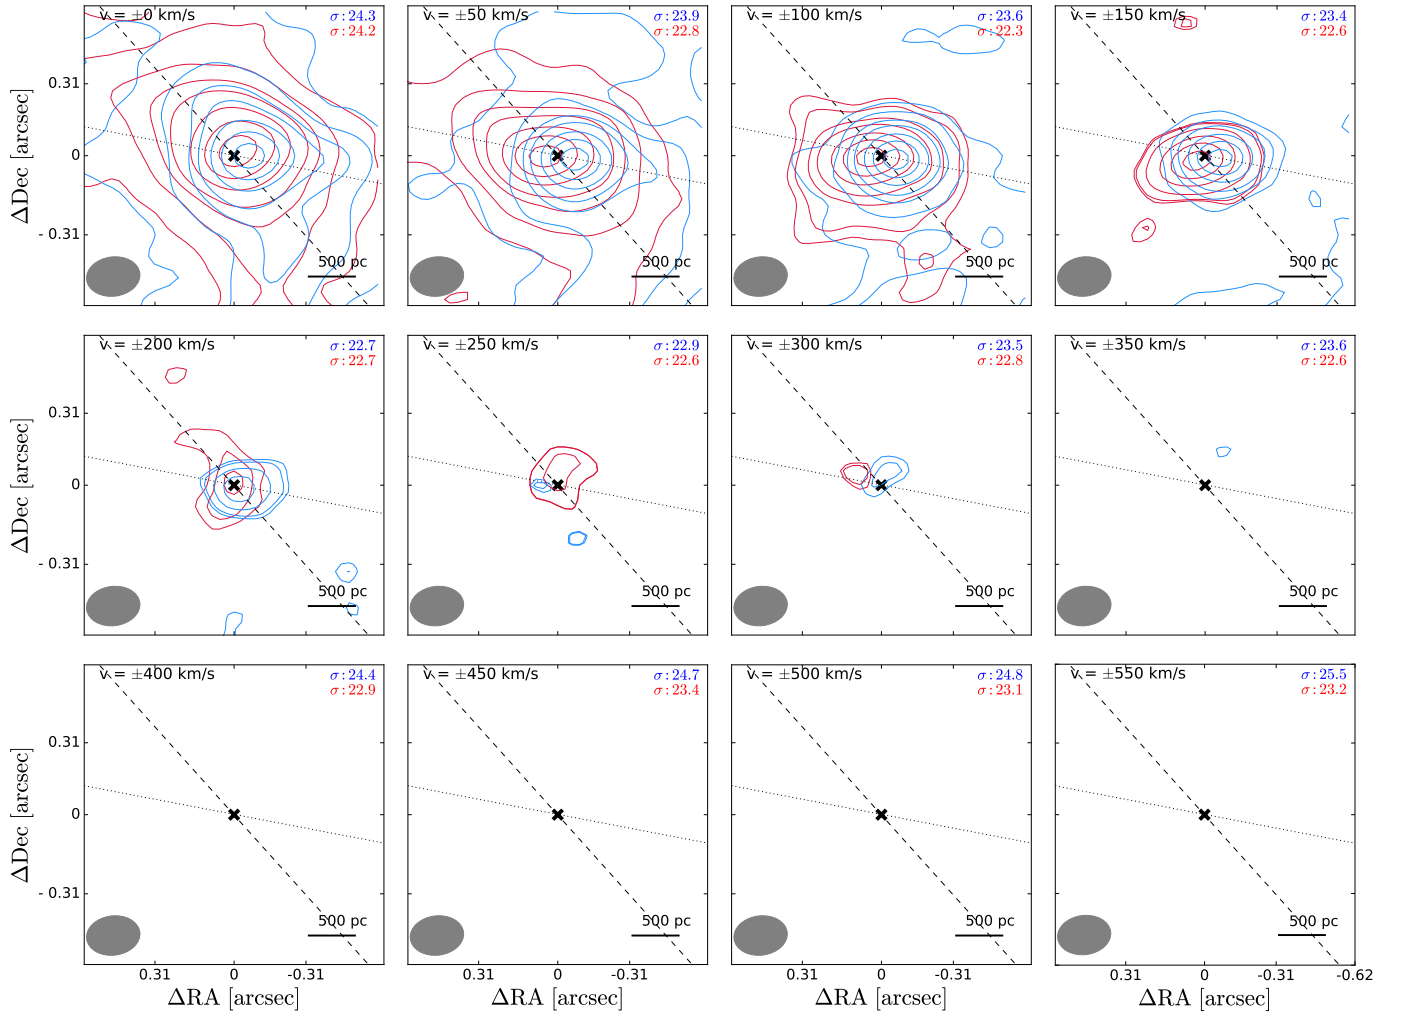 v = ±0 km/s
σ : 24.3
σ : 24.2
v = ±50 km/s
σ : 23.9
σ : 22.8
v = ±100 km/s
σ : 23.6
σ : 22.3
v = ±150 km/s
σ : 23.4
σ : 22.6
ΔDec [arcsec]
0.31
0
- 0.31
500 pc
500 pc
500 pc
500 pc
v = ±200 km/s
σ : 22.7
σ : 22.7
v = ±250 km/s
σ : 22.9
σ : 22.6
v = ±300 km/s
σ : 23.5
σ : 22.8
v = ±350 km/s
σ : 23.6
σ : 22.6
ΔDec [arcsec]
0.31
0
- 0.31
500 pc
500 pc
500 pc
500 pc
v = ±400 km/s
σ : 24.4
σ : 22.9
v = ±450 km/s
σ : 24.7
σ : 23.4
v = ±500 km/s
σ : 24.8
σ : 23.1
v = ±550 km/s
σ : 25.5
σ : 23.2
ΔDec [arcsec]
0.31
0
- 0.31
500 pc
500 pc
500 pc
500 pc
0.31 0 -0.31
0.31 0 -0.31
0.31 0 -0.31
0.31 0 -0.31 -0.62
ΔRA [arcsec]
ΔRA [arcsec]
ΔRA [arcsec]
ΔRA [arcsec]